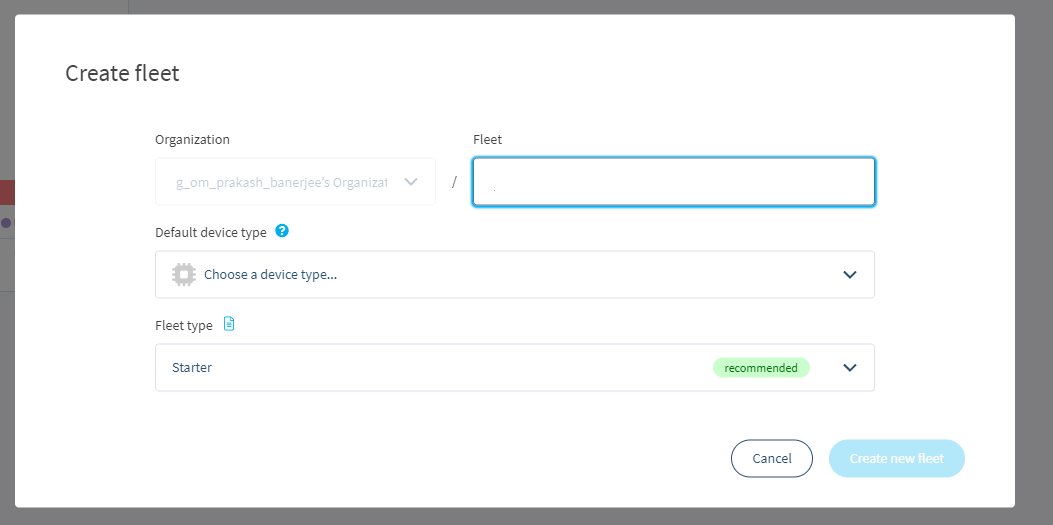 Create fleet
Organization
Fleet
g_om_prakash_banerjee's Organizat
/
Default device type ?
Choose a device type...
Fleet type
Starter
recommended
Cancel
Create new fleet